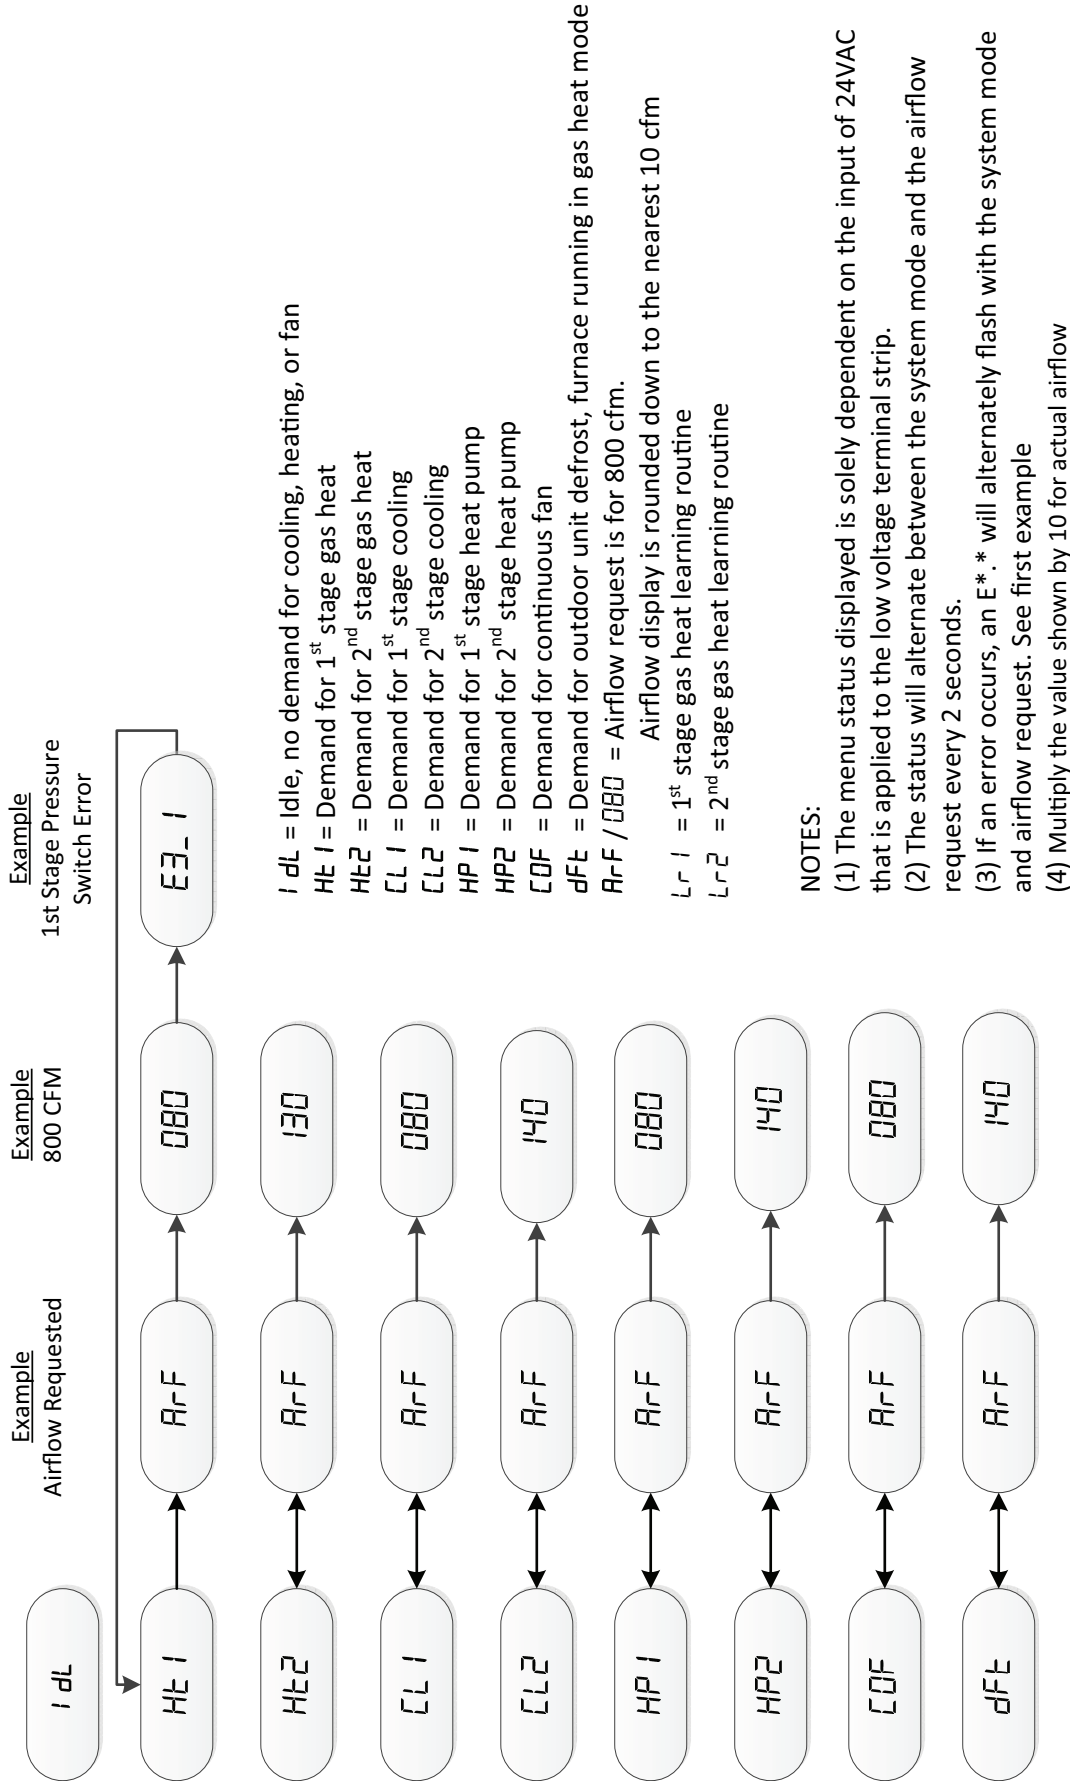 Example
Airflow Requested
Example
800 CFM
Example
1st Stage Pressure
Switch Error
IdL
Ht1 ArF 080 E3_1
Ht2 ArF 130
CL1 ArF 080
CL2 ArF 140
HP1 ArF 080
HP2 ArF 140
COF ArF 080
dFt ArF 140
IdL = Idle, no demand for cooling, heating, or fan
Ht1 = Demand for 1st stage gas heat
Ht2 = Demand for 2nd stage gas heat
CL1 = Demand for 1st stage cooling
CL2 = Demand for 2nd stage cooling
HP1 = Demand for 1st stage heat pump
HP2 = Demand for 2nd stage heat pump
COF = Demand for continuous fan
dFt = Demand for outdoor unit defrost, furnace running in gas heat mode
ArF / 080 = Airflow request is for 800 cfm.
Airflow display is rounded down to the nearest 10 cfm
Lr1 = 1st stage gas heat learning routine
Lr2 = 2nd stage gas heat learning routine
NOTES:
(1) The menu status displayed is solely dependent on the input of 24VAC
that is applied to the low voltage terminal strip.
(2) The status will alternate between the system mode and the airflow
request every 2 seconds.
(3) If an error occurs, an E*.* will alternately flash with the system mode
and airflow request. See first example
(4) Multiply the value shown by 10 for actual airflow